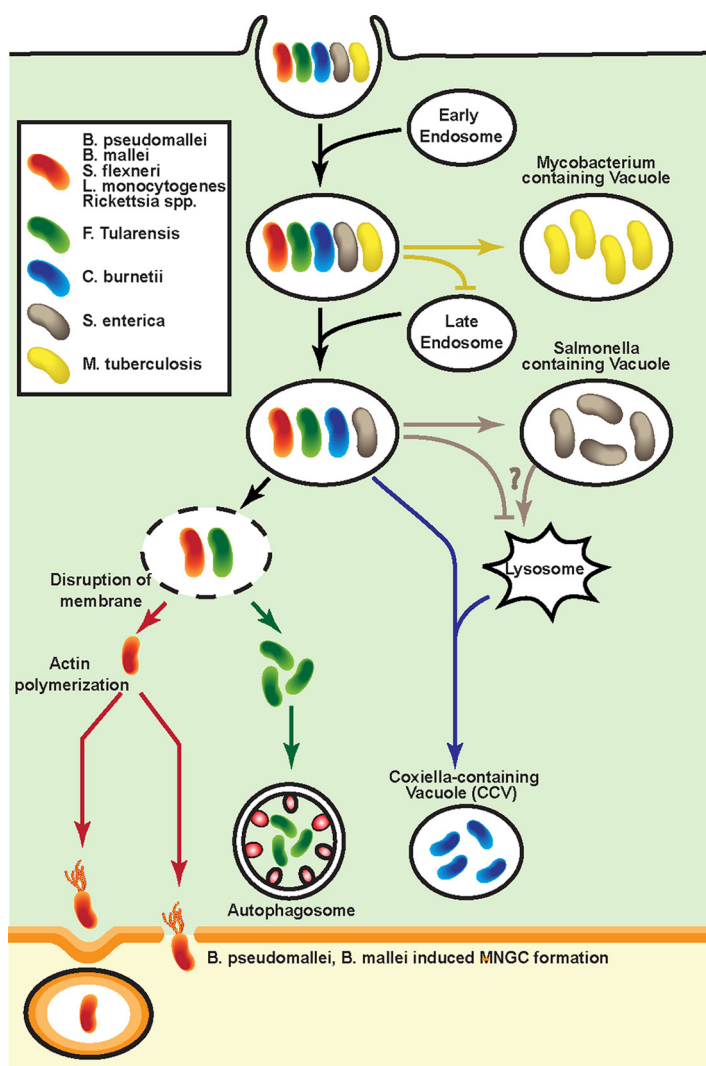 Early
Endosome
B. pseudomallei
B. mallei
S. flexneri
L. monocytogenes
Rickettsia spp.
F. Tularensis
C. burnetii
S. enterica
M. tuberculosis
Mycobacterium
containing Vacuole
Late
Endosome
Salmonella
containing Vacuole
?
Lysosome
Disruption of
membrane
Actin
polymerization
Coxiella-containing
Vacuole (CCV)
Autophagosome
B. pseudomallei, B. mallei induced MNGC formation